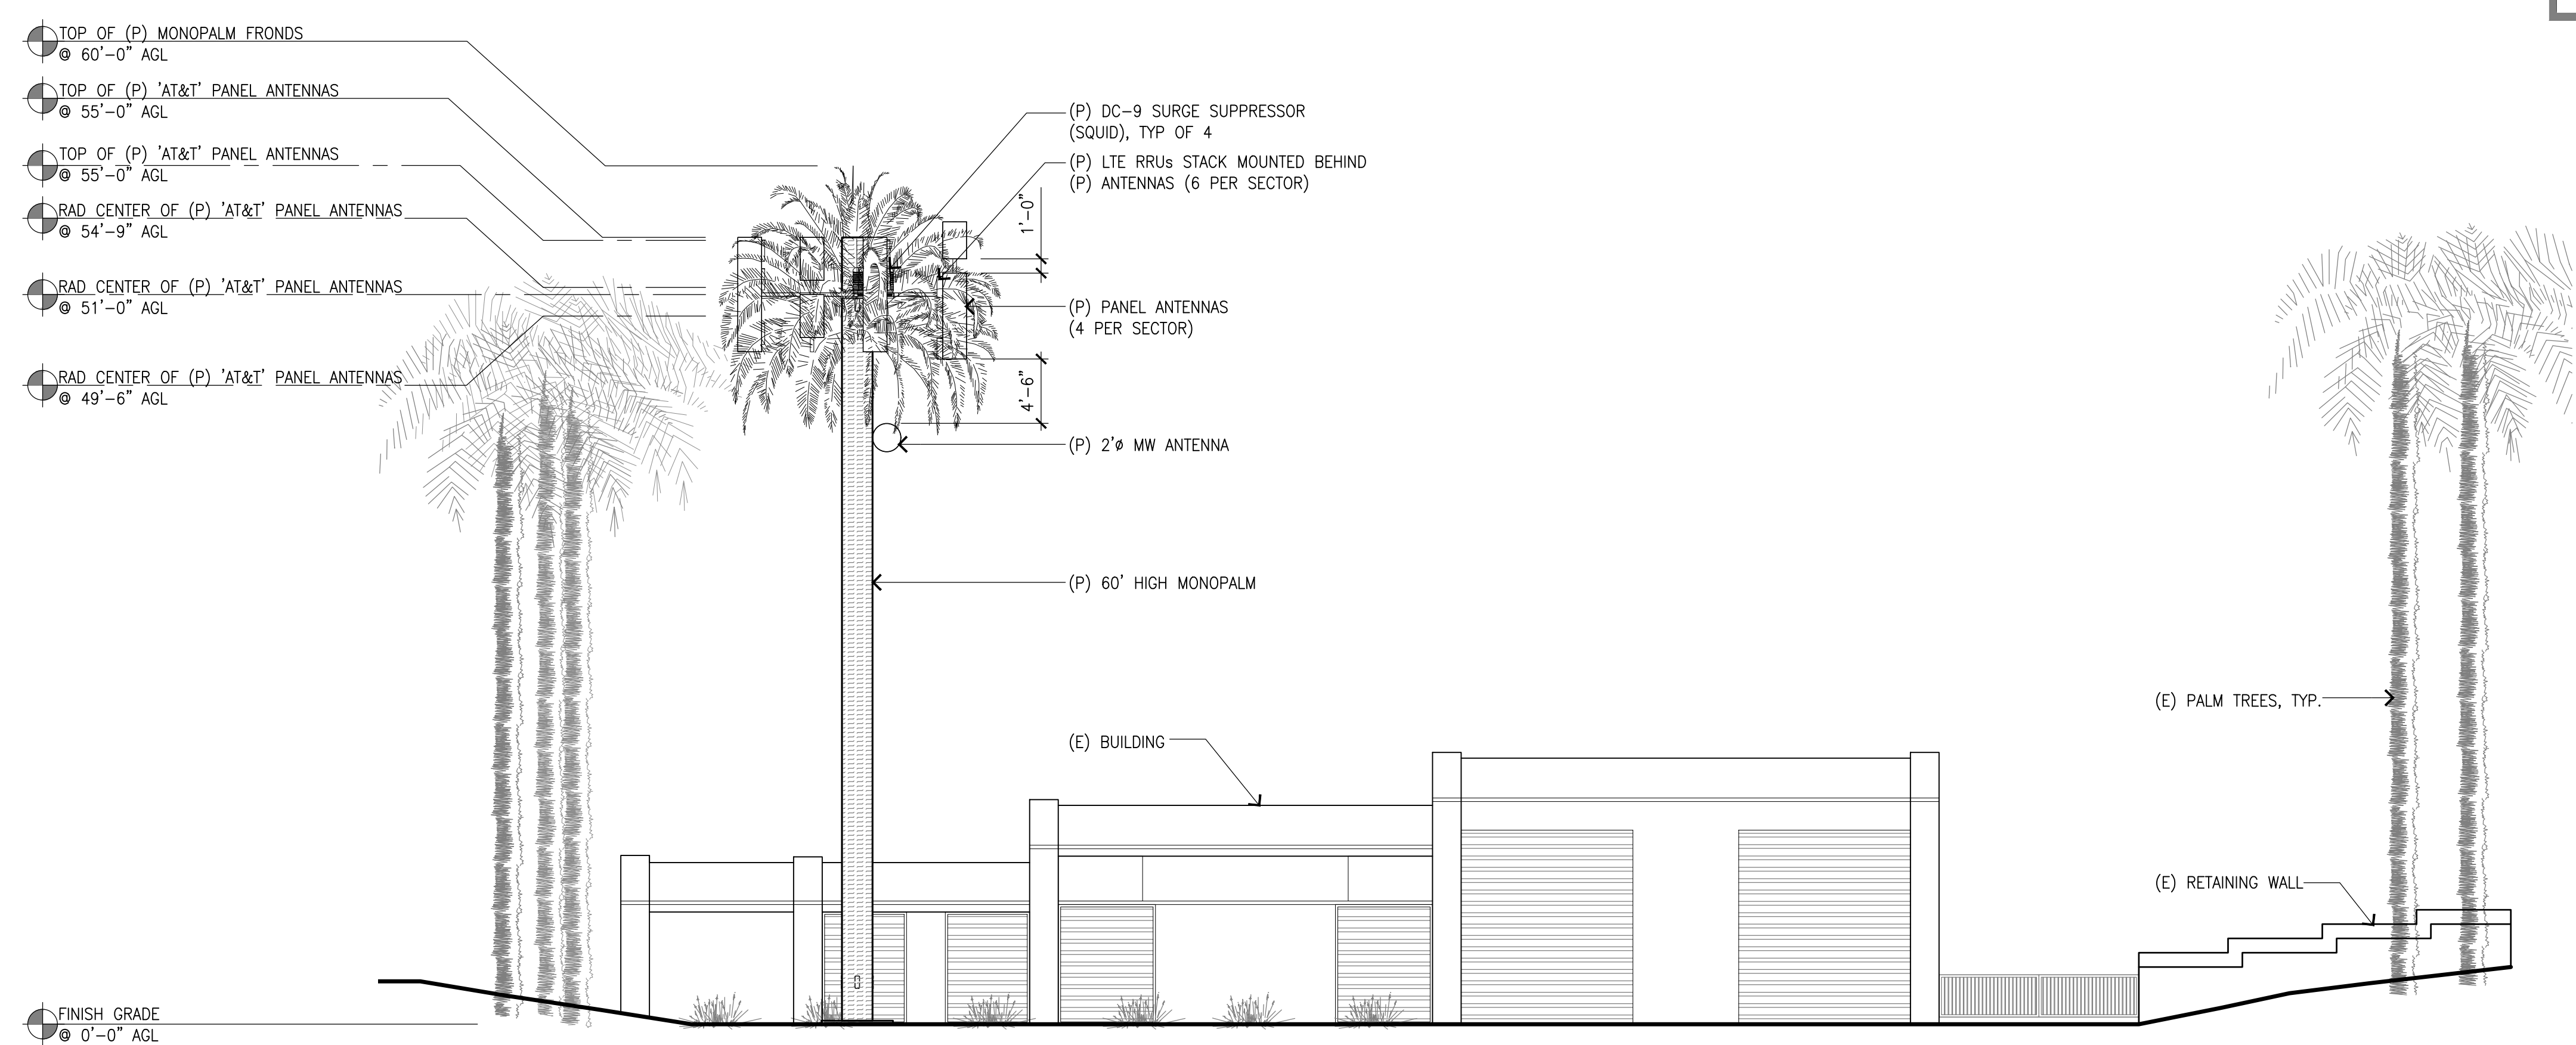 TOP OF (P) MONOPALM FRONDS
@ 60'-0" AGL
TOP OF (P) 'AT&T' PANEL ANTENNAS
@ 55'-0" AGL
TOP OF (P) 'AT&T' PANEL ANTENNAS
@ 55'-0" AGL
RAD CENTER OF (P) 'AT&T' PANEL ANTENNAS
@ 54'-9" AGL
RAD CENTER OF (P) 'AT&T' PANEL ANTENNAS
@ 51'-0" AGL
RAD CENTER OF (P) 'AT&T' PANEL ANTENNAS
@ 49'-6" AGL
FINISH GRADE
@ 0'-0" AGL
(P) DC-9 SURGE SUPPRESSOR
(SQUID), TYP OF 4
(P) LTE RRUs STACK MOUNTED BEHIND
(P) ANTENNAS (6 PER SECTOR)
1'-0"
(P) PANEL ANTENNAS
(4 PER SECTOR)
4'-6"
(P) 2'ø MW ANTENNA
(P) 60' HIGH MONOPALM
(E) BUILDING
(E) PALM TREES, TYP.
(E) RETAINING WALL